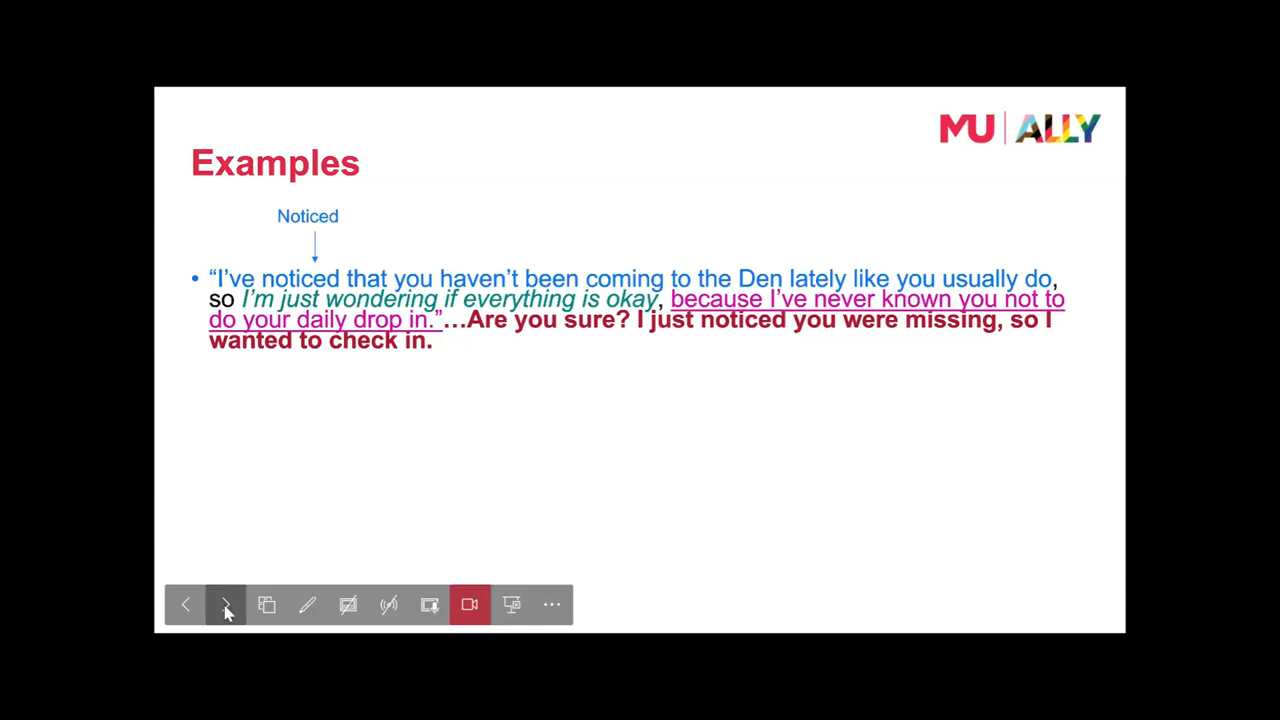 MU | ALLY
Examples
Noticed
• “I’ve noticed that you haven’t been coming to the Den lately like you usually do,
so I’m just wondering if everything is okay, because I’ve never known you not to
do your daily drop in.”…Are you sure? I just noticed you were missing, so I
wanted to check in.